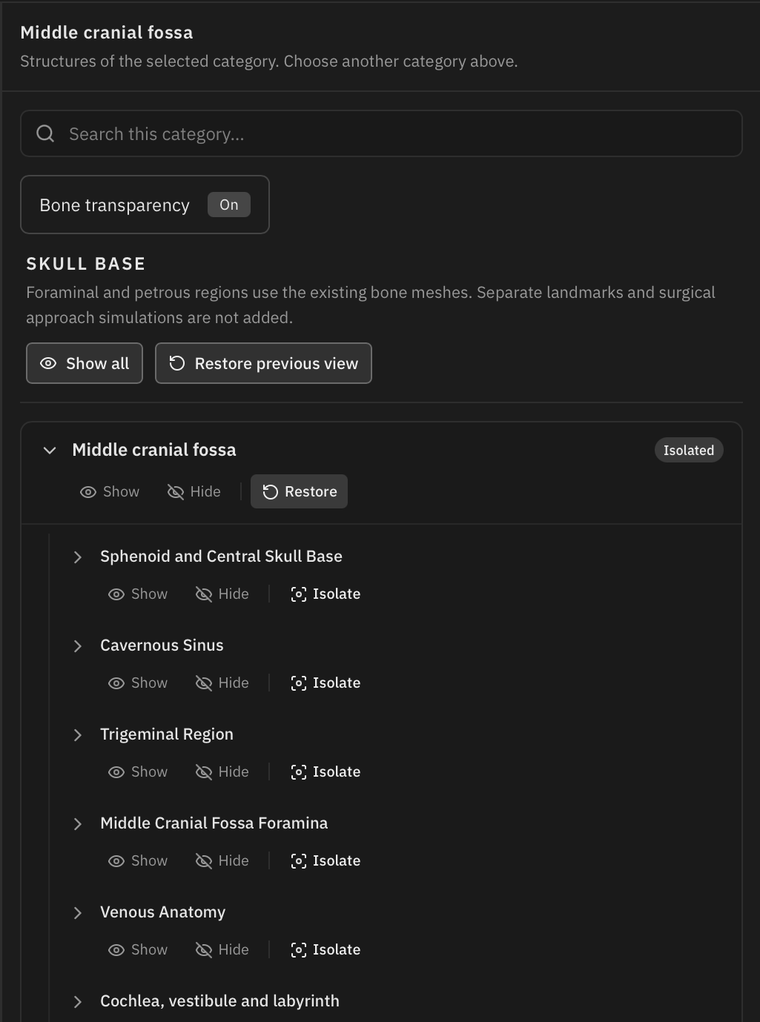 Middle cranial fossa
Structures of the selected category. Choose another category above.
Search this category...
Bone transparency On
SKULL BASE
Foraminal and petrous regions use the existing bone meshes. Separate landmarks and surgical
approach simulations are not added.
Show all Restore previous view
Middle cranial fossa Isolated
Show Hide Restore
Sphenoid and Central Skull Base
Show Hide Isolate
Cavernous Sinus
Show Hide Isolate
Trigeminal Region
Show Hide Isolate
Middle Cranial Fossa Foramina
Show Hide Isolate
Venous Anatomy
Show Hide Isolate
Cochlea, vestibule and labyrinth